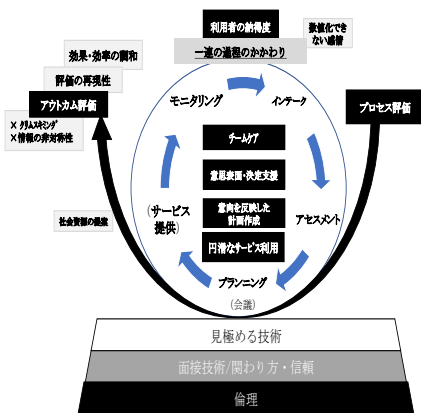 利用者の納得度
一連の過程のかかわり
数値化でき
ない感情
効果・効率の調和
評価の再現性
アウトカム評価
× クリムスキミング
×情報の非対称性
プロセス評価
モニタリング
インテーク
チームケア
意思表面・決定支援
意向を反映した
計画作成
円滑なサービス利用
(サービス
提供)
アセスメント
社会資源の提案
プランニング
(会議)
見極める技術
面接技術/関わり方・信頼
倫理